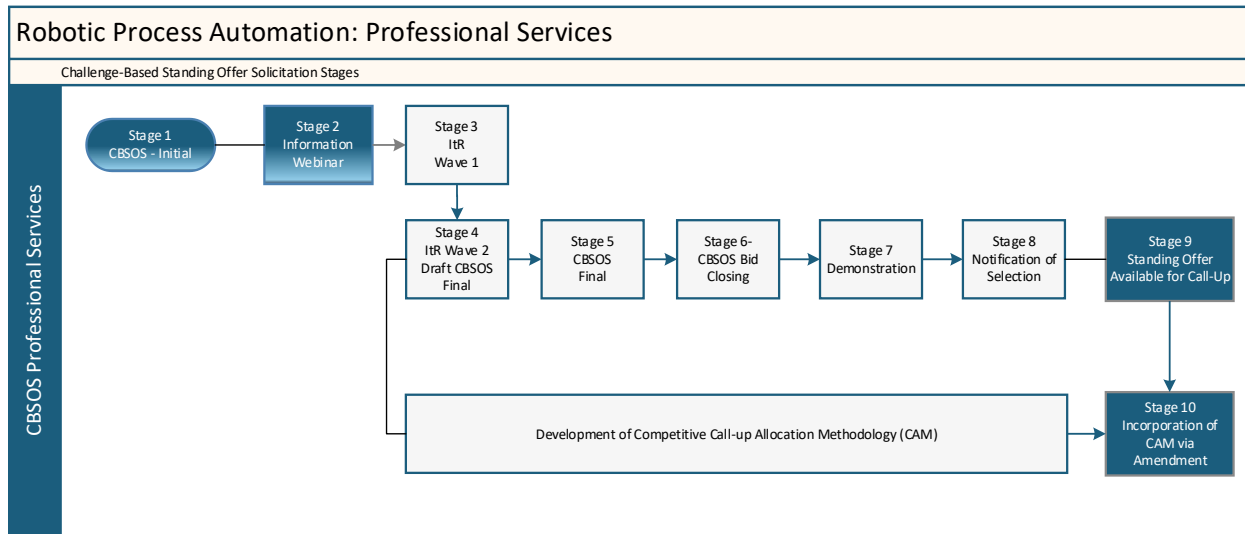 Robotic Process Automation: Professional Services
Challenge-Based Standing Offer Solicitation Stages
CBSOS Professional Services
Stage 1
CBSOS - Initial
Stage 2
Information
Webinar
Stage 3
ItR
Wave 1
Stage 4
ItR Wave 2
Draft CBSOS
Final
Stage 5
CBSOS
Final
Stage 6-
CBSOS Bid
Closing
Stage 7
Demonstration
Stage 8
Notification of
Selection
Stage 9
Standing Offer
Available for Call-Up
Development of Competitive Call-up Allocation Methodology (CAM)
Stage 10
Incorporation of
CAM via
Amendment